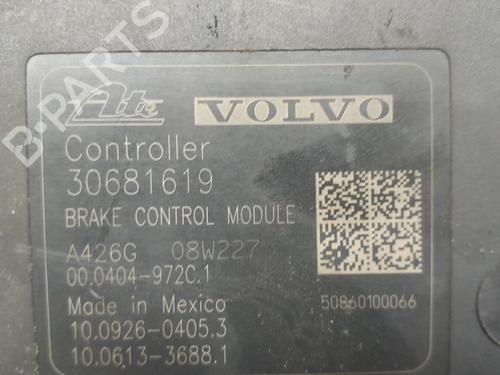 Ate VOLVO
Controller
30681619
BRAKE CONTROL MODULE
A426G 08W227
00.0404-972C.1
Made in Mexico 50860100066
10.0926-0405.3
10.0613-3688.1
B-PARTS